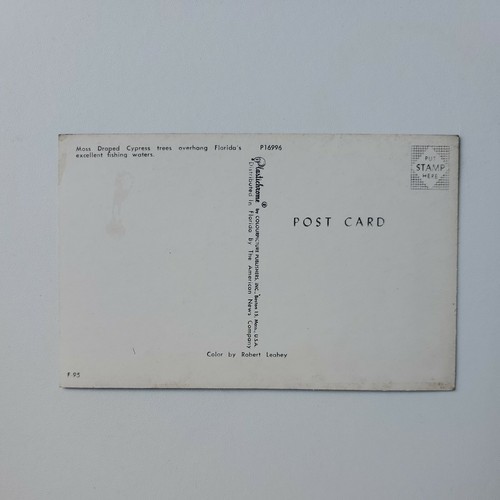 Moss Draped Cypress trees overhang Florida's
excellent fishing waters.
P16996
PUT
STAMP
HERE
Plastichrome ® by COLOURPICTURE PUBLISHERS, INC., Boston 15, Mass., U.S.A.
Distributed in Florida by The American News Company
POST CARD
Color by Robert Leahey
F-95